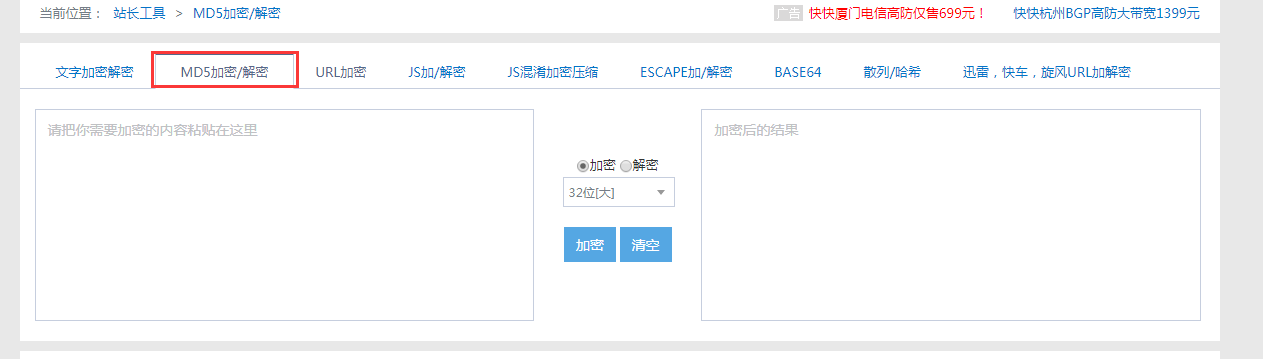 当前位置： 站长工具 > MD5加密/解密 广告 快快厦门电信高防仅售699元！ 快快杭州BGP高防大带宽1399元
文字加密解密 MD5加密/解密 URL加密 JS加/解密 JS混淆加密压缩 ESCAPE加/解密 BASE64 散列/哈希 迅雷，快车，旋风URL加解密
请把你需要加密的内容粘贴在这里
加密 解密
32位[大]
加密 清空
加密后的结果